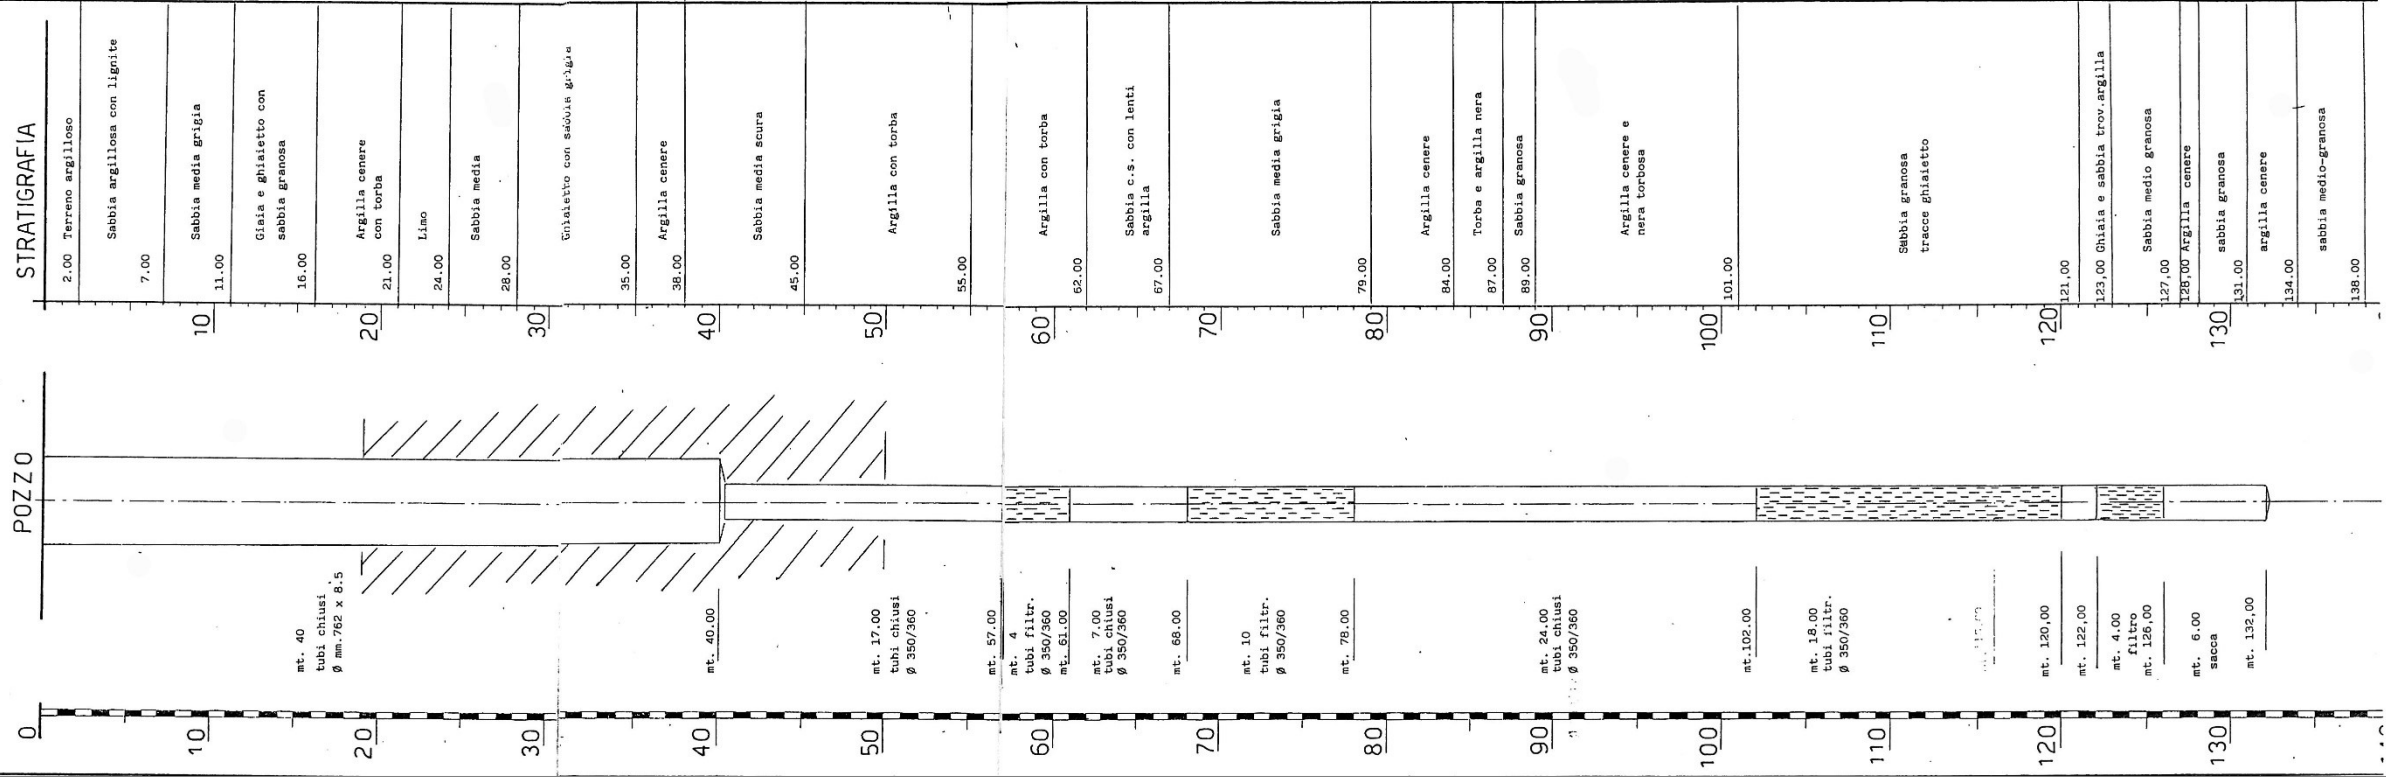 STRATIGRAFIA
2.00 Terreno argilloso
Sabbia argillosa con lignite
7.00
Sabbia media grigia
11.00
Giaia e ghiaietto con
sabbia granosa
16.00
Argilla cenere
con torba
21.00
Limo
24.00
Sabbia media
28.00
Ghiaietto con sabbia grigia
35.00
Argilla cenere
38.00
Sabbia media scura
45.00
Argilla con torba
55.00
Argilla con torba
62.00
Sabbia c.s. con lenti
argilla
67.00
Sabbia media grigia
79.00
Argilla cenere
84.00
Torba e argilla nera
87.00
Sabbia granosa
89.00
Argilla cenere e
nera torbosa
101.00
Sabbia granosa
tracce ghiaietto
121,00
123,00 Ghiaia e sabbia trov.argilla
Sabbia medio granosa
127,00
128,00 Argilla cenere
sabbia granosa
131.00
argilla cenere
134.00
sabbia medio-granosa
138.00
10
20
30
40
50
60
70
80
90
100
110
120
130
POZZO
mt. 40
tubi chiusi
Ø mm.762 x 8.5
mt. 40.00
mt. 17.00
tubi chiusi
Ø 350/360
mt. 57.00
mt. 4
tubi filtr.
Ø 350/360
mt. 61.00
mt. 7.00
tubi chiusi
Ø 350/360
mt. 68.00
mt. 10
tubi filtr.
Ø 350/360
mt. 78.00
mt. 24.00
tubi chiusi
Ø 350/360
mt.102.00
mt. 18.00
tubi filtr.
Ø 350/360
mt. 120,00
mt. 122,00
mt. 4.00
filtro
mt. 126,00
mt. 6.00
sacca
mt. 132,00
0
10
20
30
40
50
60
70
80
90
100
110
120
130